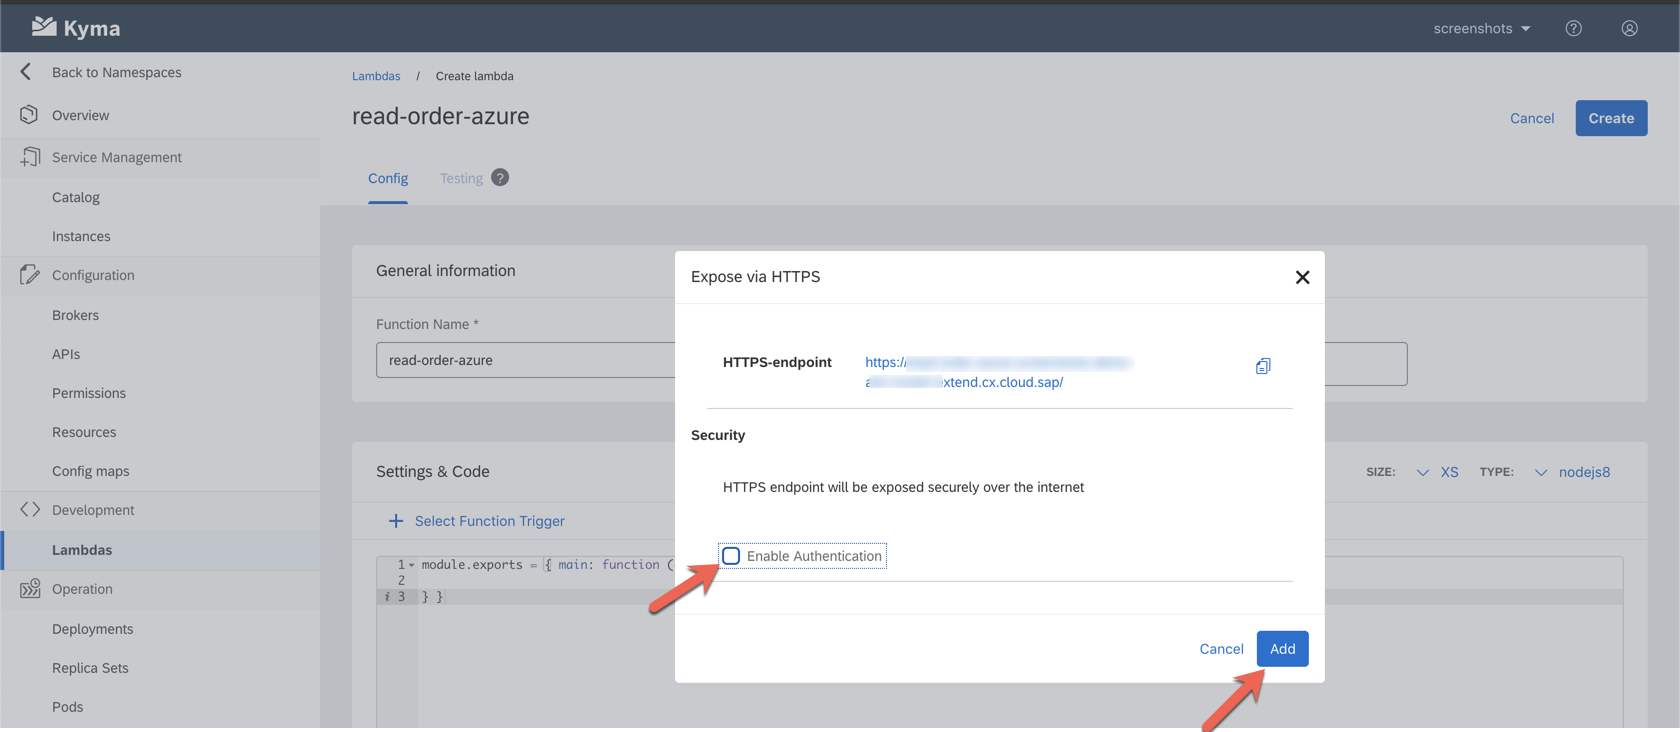 Kyma
screenshots
Back to Namespaces
Overview
Service Management
Catalog
Instances
Configuration
Brokers
APIs
Permissions
Resources
Config maps
Development
Lambdas
Operation
Deployments
Replica Sets
Pods
Lambdas / Create lambda
read-order-azure
Cancel
Create
Config
Testing ?
General information
Function Name *
read-order-azure
Settings & Code
SIZE: XS TYPE: nodejs8
+ Select Function Trigger
1 module.exports = { main: function (
2
i 3 } }
Expose via HTTPS
HTTPS-endpoint
https://
xtend.cx.cloud.sap/
Security
HTTPS endpoint will be exposed securely over the internet
Enable Authentication
Cancel
Add